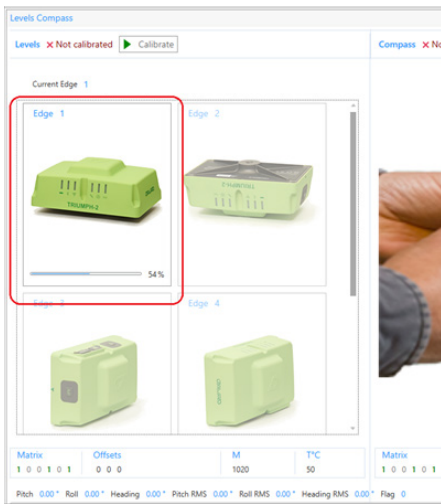 Levels Compass
Levels × Not calibrated Calibrate
Compass × No
Current Edge 1
Edge 1
Edge 2
TRIUMPH-2
TRIUMPH-2
54 %
Edge 3
Edge 4
Matrix Offsets M T°C Matrix
1 0 0 1 0 1 0 0 0 1020 50 1 0 0 1 0 1
Pitch 0.00 ° Roll 0.00 ° Heading 0.00 ° Pitch RMS 0.00 ° Roll RMS 0.00 ° Heading RMS 0.00 ° Flag